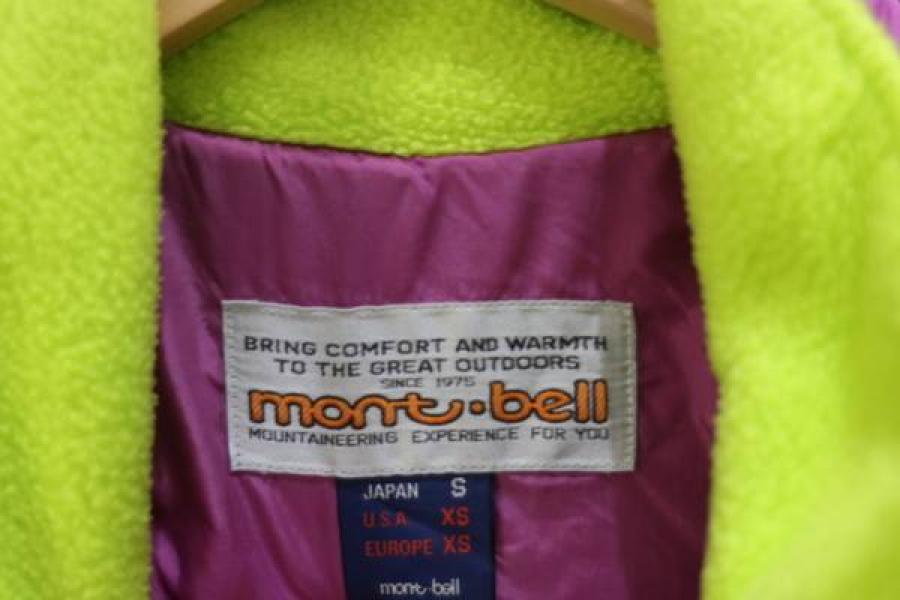 BRING COMFORT AND WARMTH
TO THE GREAT OUTDOORS
SINCE 1975
mont-bell
MOUNTAINEERING EXPERIENCE FOR YOU
JAPAN S
U.S.A XS
EUROPE XS
mont-bell